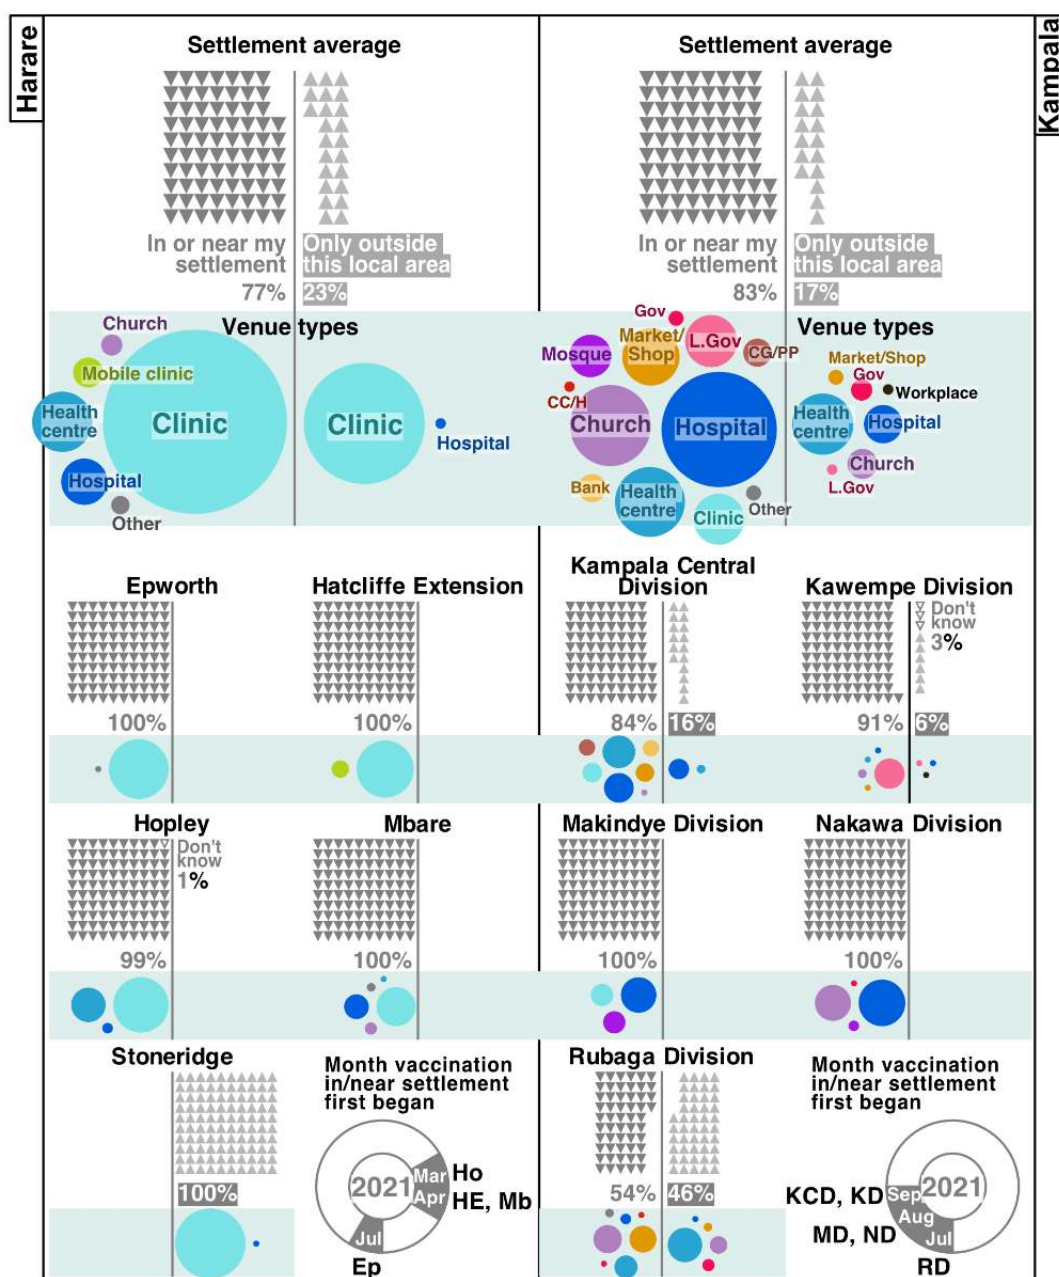 Harare
Settlement average
In or near my
settlement
77%
Only outside
this local area
23%
Settlement average
In or near my
settlement
83%
Only outside
this local area
17%
Kampala
Venue types
Church
Mobile clinic
Health
centre
Clinic
Hospital
Other
Clinic
Hospital
Venue types
Gov
Mosque
Market/
Shop
L.Gov
CG/PP
CC/H
Church
Hospital
Bank
Health
centre
Clinic
Other
Market/Shop
Gov
Workplace
Health
centre
Hospital
Church
L.Gov
Epworth
100%
Hatcliffe Extension
100%
Kampala Central
Division
84%
16%
Kawempe Division
Don't
know
3%
91%
6%
Hopley
Don't
know
1%
99%
Mbare
100%
Makindye Division
100%
Nakawa Division
100%
Stoneridge
100%
Month vaccination
in/near settlement
first began
2021
Mar
Apr
Jul
Ho
HE, Mb
Ep
Rubaga Division
54%
46%
Month vaccination
in/near settlement
first began
2021
Sep
Aug
Jul
KCD, KD
MD, ND
RD